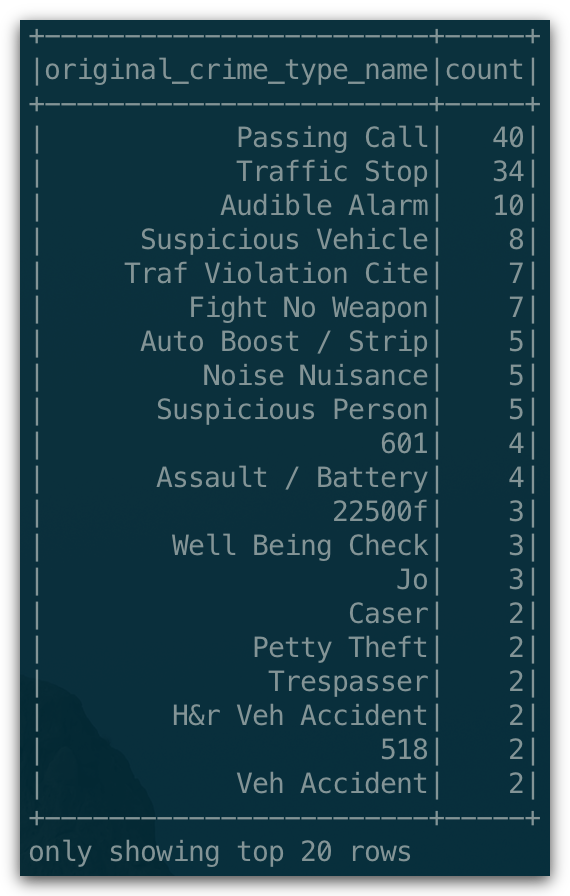 +------------------------+-----+
|original_crime_type_name|count|
+------------------------+-----+
|            Passing Call|   40|
|            Traffic Stop|   34|
|           Audible Alarm|   10|
|      Suspicious Vehicle|    8|
|     Traf Violation Cite|    7|
|         Fight No Weapon|    7|
|      Auto Boost / Strip|    5|
|          Noise Nuisance|    5|
|       Suspicious Person|    5|
|                     601|    4|
|       Assault / Battery|    4|
|                  22500f|    3|
|        Well Being Check|    3|
|                      Jo|    3|
|                   Caser|    2|
|             Petty Theft|    2|
|              Trespasser|    2|
|        H&r Veh Accident|    2|
|                     518|    2|
|            Veh Accident|    2|
+------------------------+-----+
only showing top 20 rows